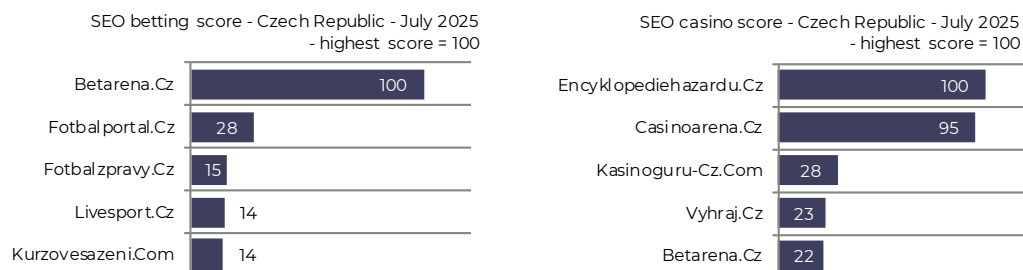 SEO betting score - Czech Republic - July 2025
- highest score = 100
Betarena.Cz
100
Fotbalportal.Cz
28
Fotbalzpravy.Cz
15
Livesport.Cz
14
Kurzovesazeni.Com
14
SEO casino score - Czech Republic - July 2025
- highest score = 100
Encyklopediehazardu.Cz
100
Casinoarena.Cz
95
Kasinoguru-Cz.Com
28
Vyhraj.Cz
23
Betarena.Cz
22